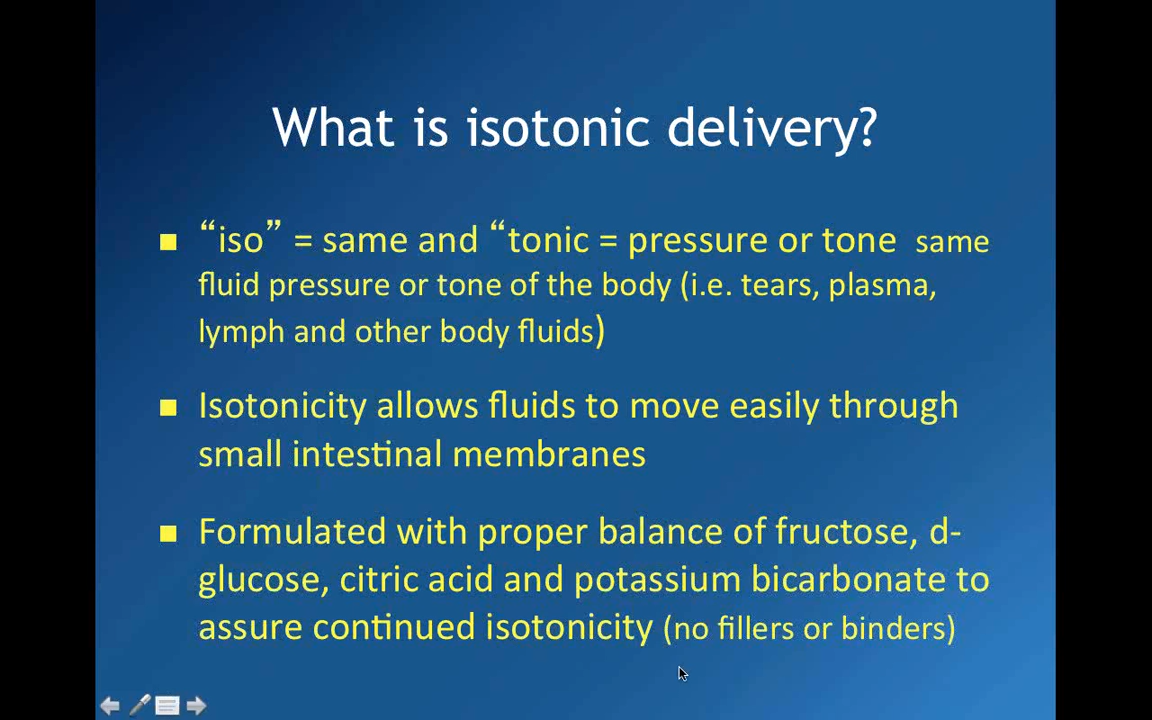 What is isotonic delivery?
“iso” = same and “tonic = pressure or tone same
fluid pressure or tone of the body (i.e. tears, plasma,
lymph and other body fluids)
Isotonicity allows fluids to move easily through
small intestinal membranes
Formulated with proper balance of fructose, d-
glucose, citric acid and potassium bicarbonate to
assure continued isotonicity (no fillers or binders)